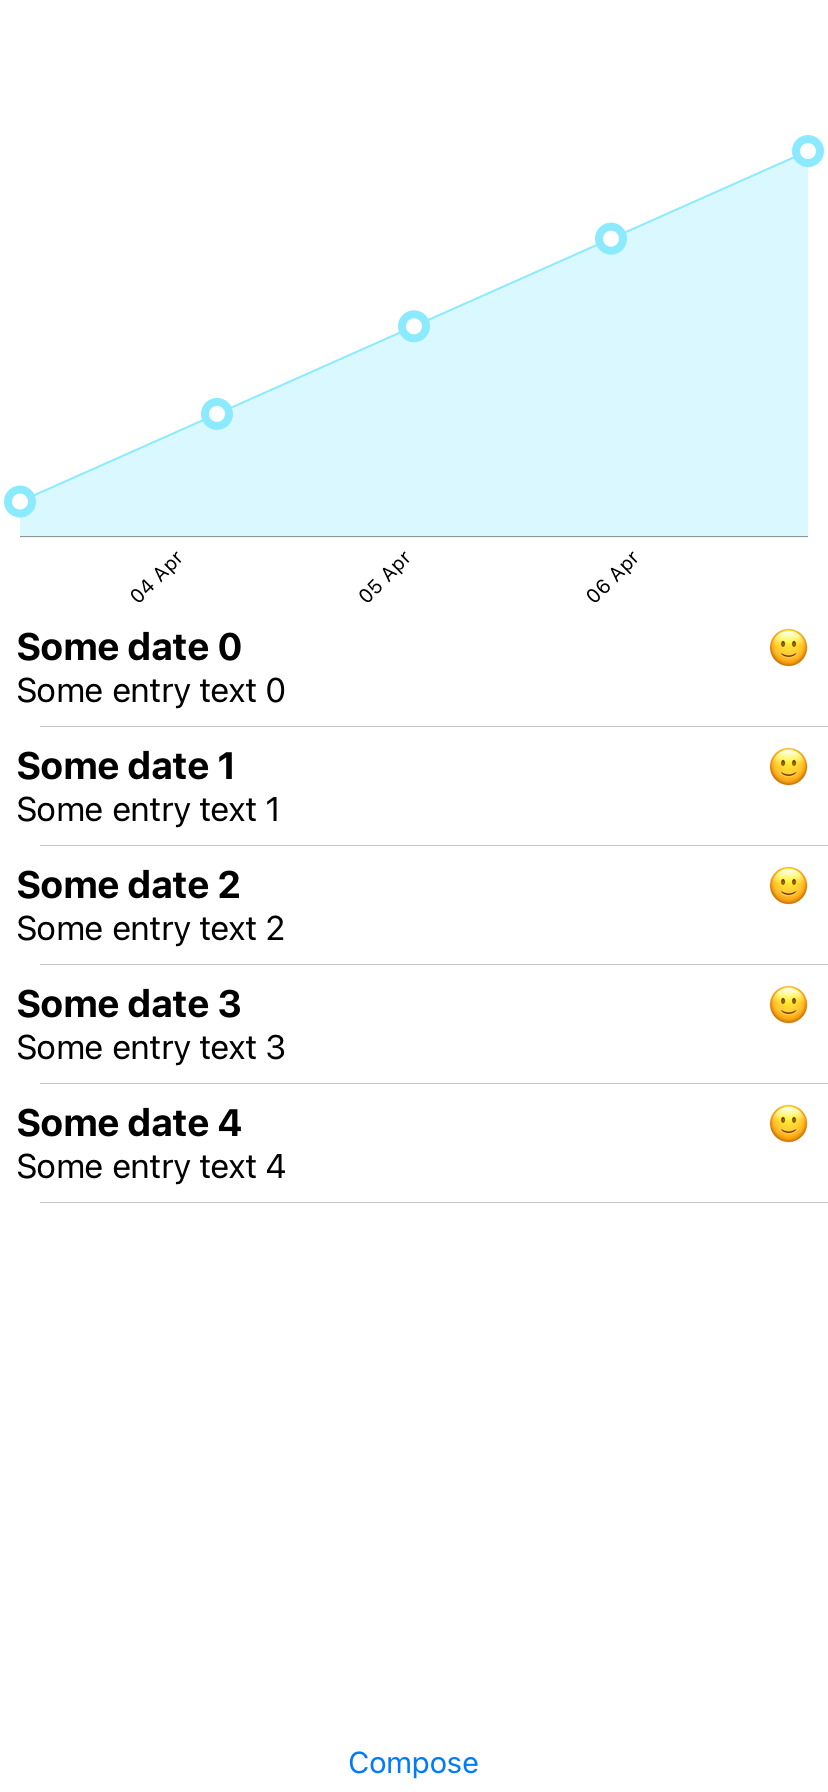 04 Apr
05 Apr
06 Apr
Some date 0
Some entry text 0
Some date 1
Some entry text 1
Some date 2
Some entry text 2
Some date 3
Some entry text 3
Some date 4
Some entry text 4
Compose